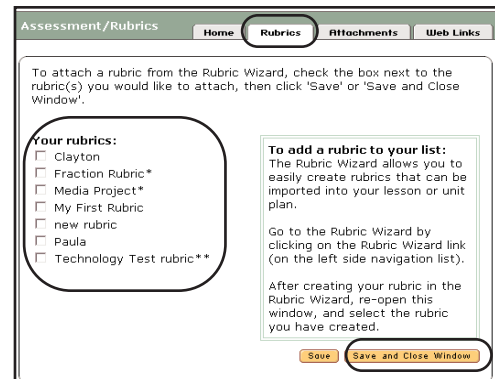 Assessment/Rubrics
Home
Rubrics
Attachments
Web Links
To attach a rubric from the Rubric Wizard, check the box next to the
rubric(s) you would like to attach, then click 'Save' or 'Save and Close
Window'.
Your rubrics:
Clayton
Fraction Rubric*
Media Project*
My First Rubric
new rubric
Paula
Technology Test rubric**
To add a rubric to your list:
The Rubric Wizard allows you to
easily create rubrics that can be
imported into your lesson or unit
plan.
Go to the Rubric Wizard by
clicking on the Rubric Wizard link
(on the left side navigation list).
After creating your rubric in the
Rubric Wizard, re-open this
window, and select the rubric
you have created.
Save
Save and Close Window